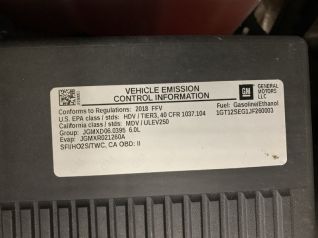 VEHICLE EMISSION
CONTROL INFORMATION
GM
GENERAL
MOTORS
LLC
Conforms to Regulations: 2018 FFV
Fuel: Gasoline/Ethanol
U.S. EPA class / stds: HDV / TIER3, 40 CFR 1037.104
1GT12SEG1JF260003
California class / stds: MDV / ULEV250
Group: JGMXD06.0395 6.0L
Evap: JGMXR021260A
SFI/HO2S/TWC, CA OBD: II